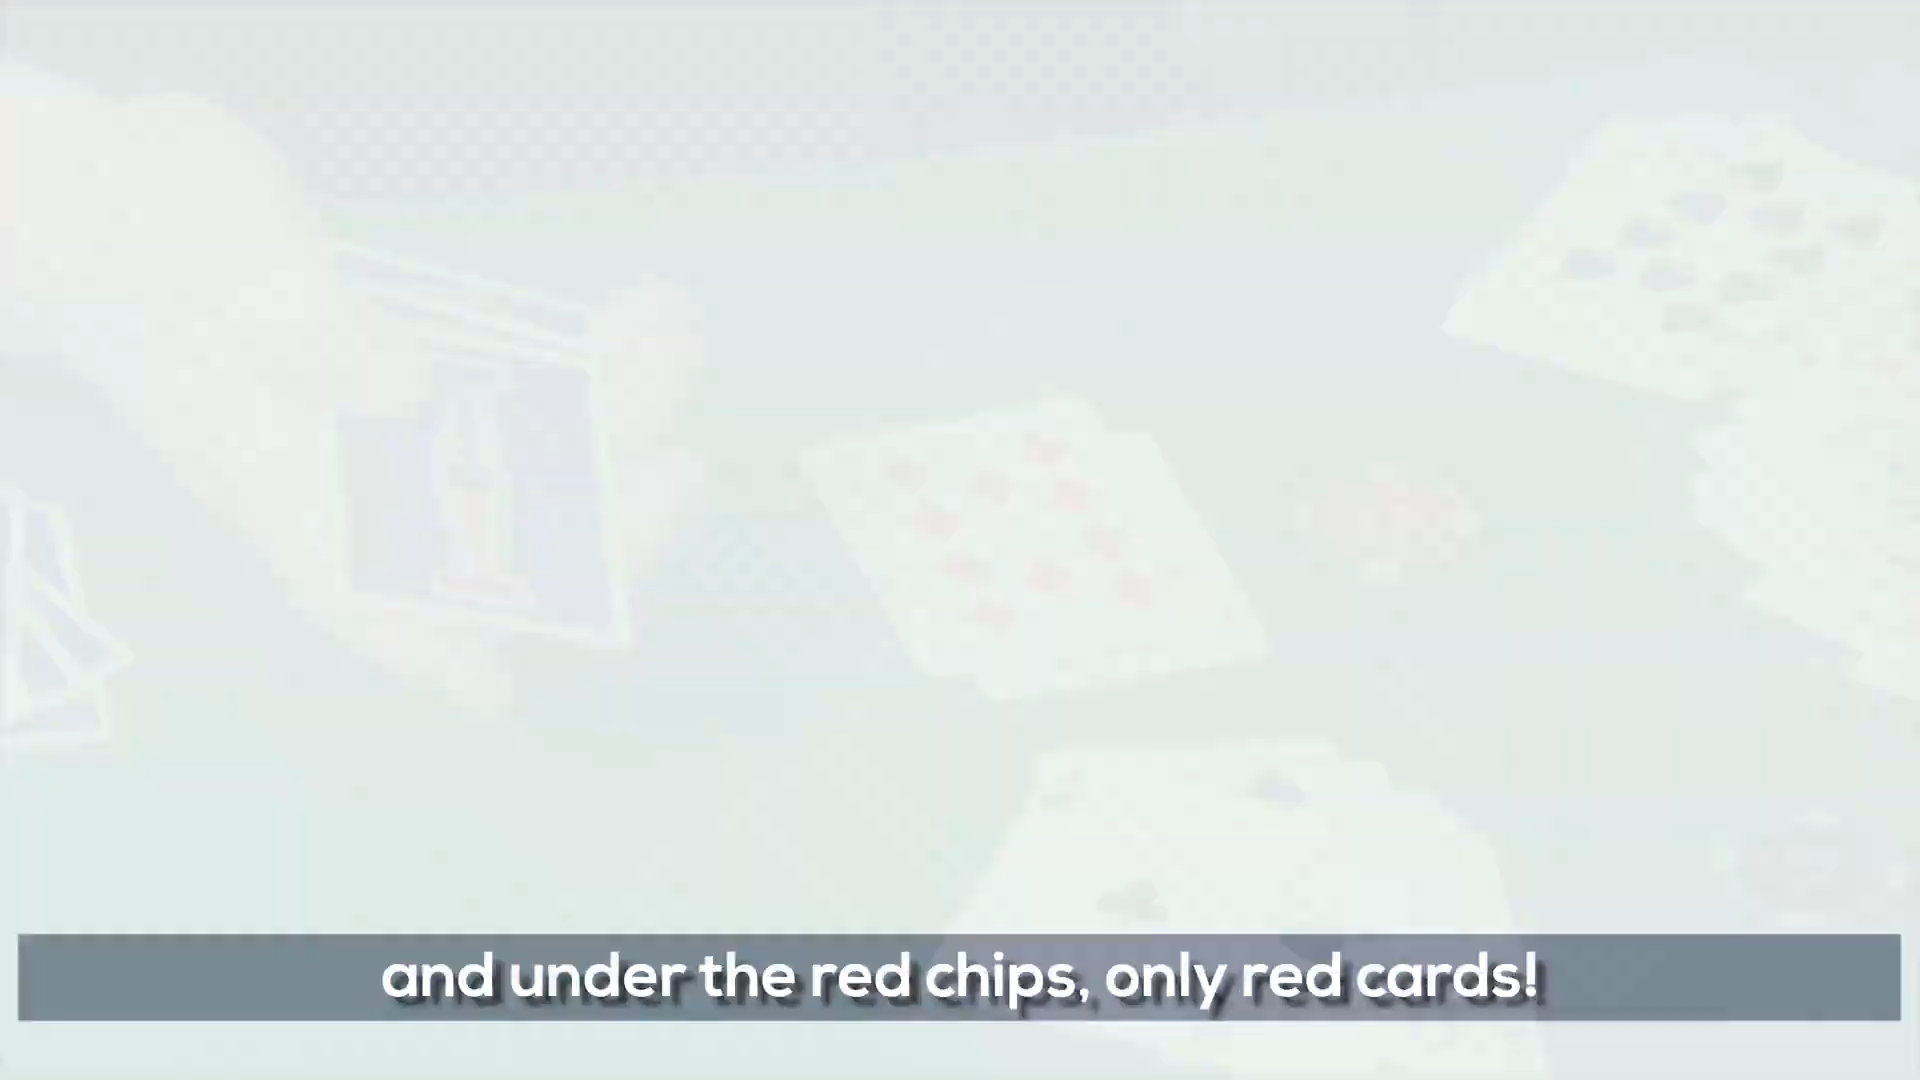 and under the red chips, only red cards!